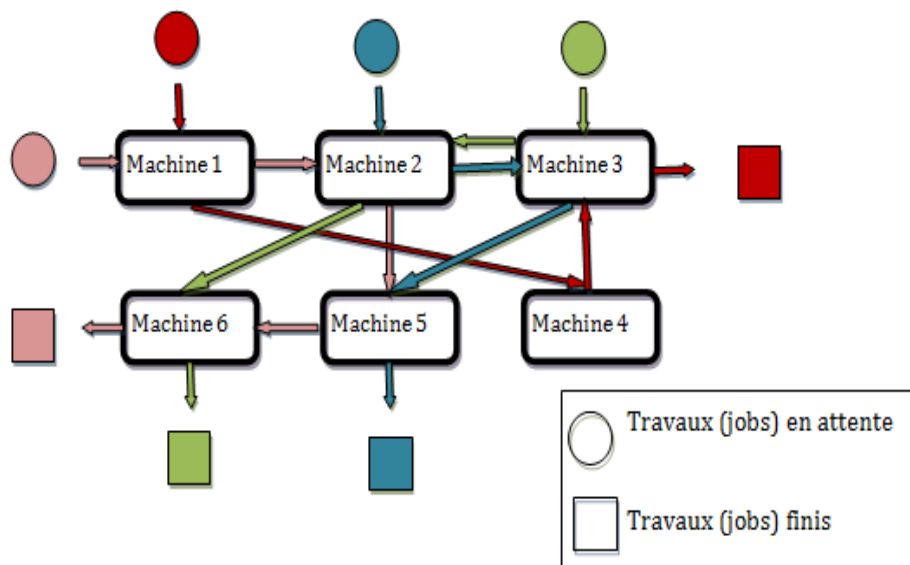 Machine 1
Machine 2
Machine 3
Machine 6
Machine 5
Machine 4
Travaux (jobs) en attente
Travaux (jobs) finis